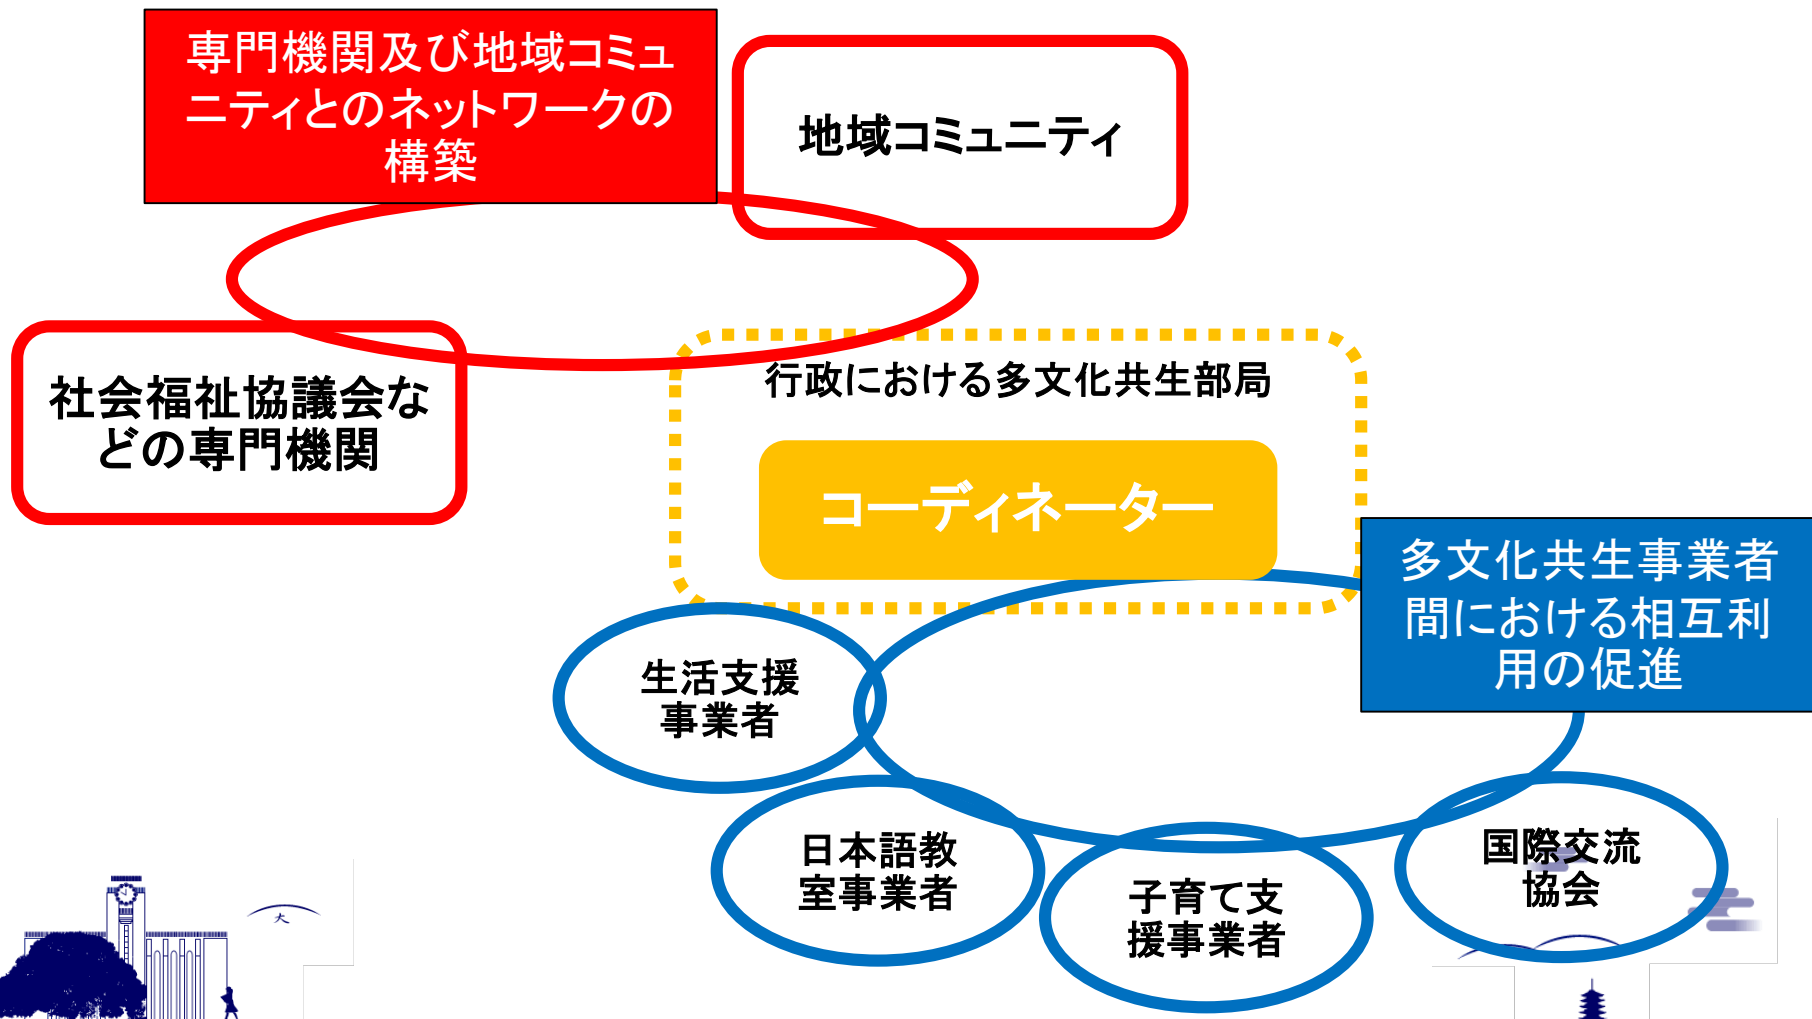 専門機関及び地域コミュ
ニティとのネットワークの
構築
地域コミュニティ
社会福祉協議会な
どの専門機関
行政における多文化共生部局
コーディネーター
多文化共生事業者
間における相互利
用の促進
生活支援
事業者
日本語教
室事業者
子育て支
援事業者
国際交流
協会
大